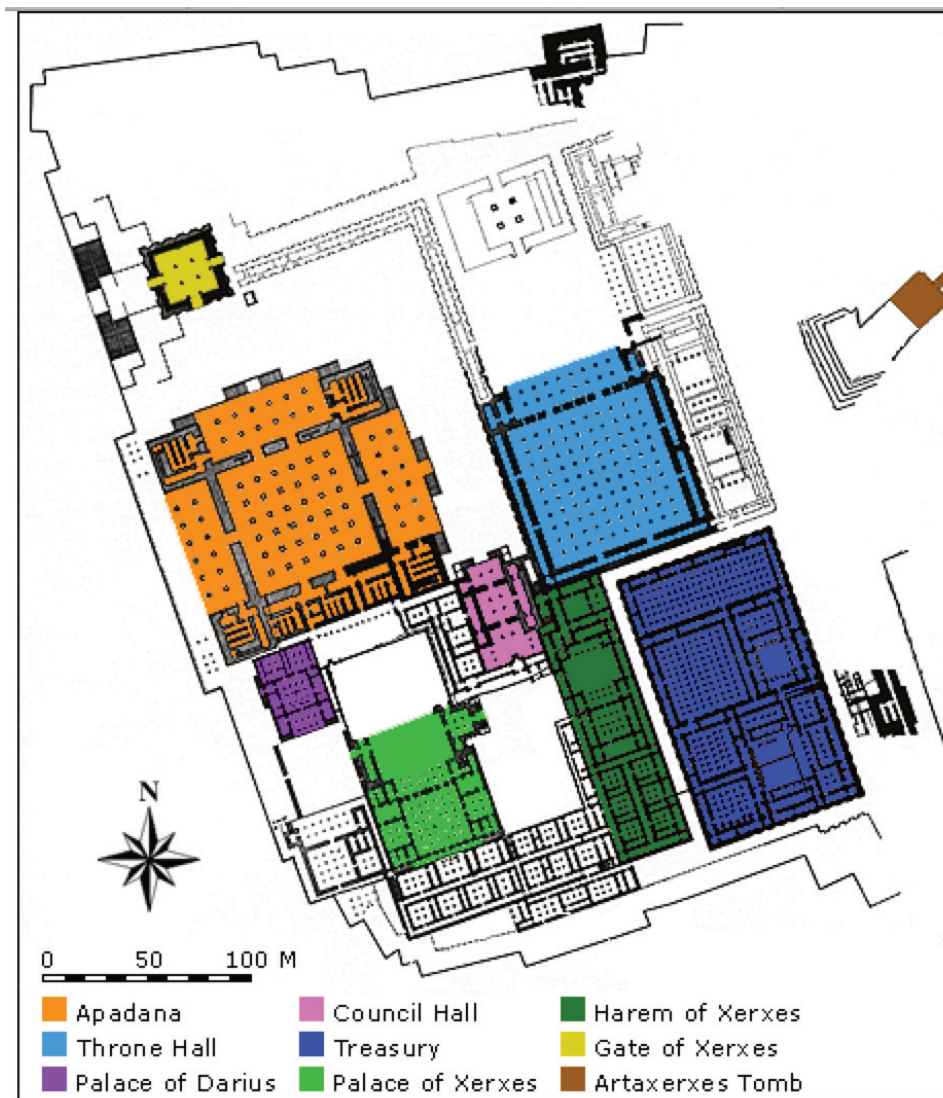 N
0 50 100 M
Apadana Council Hall Harem of Xerxes
Throne Hall Treasury Gate of Xerxes
Palace of Darius Palace of Xerxes Artaxerxes Tomb